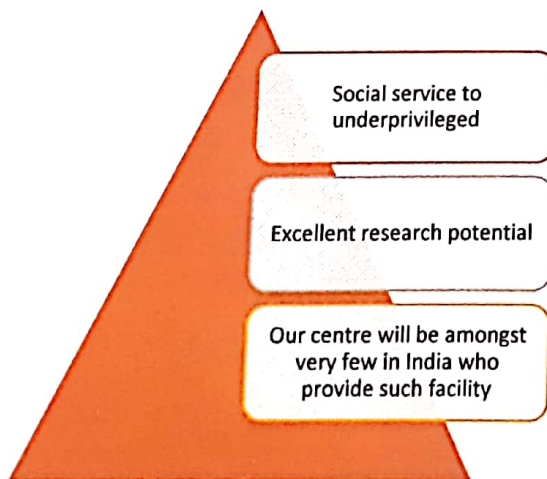 Social service to
underprivileged
Excellent research potential
Our centre will be amongst
very few in India who
provide such facility